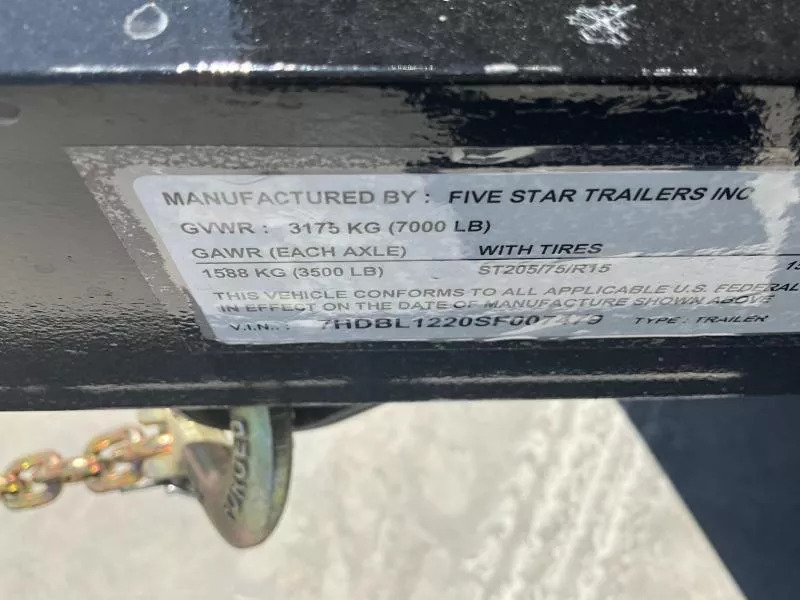 MANUFACTURED BY : FIVE STAR TRAILERS INC
GVWR : 3175 KG (7000 LB)
GAWR (EACH AXLE) WITH TIRES
1588 KG (3500 LB) ST205/75/R15
THIS VEHICLE CONFORMS TO ALL APPLICABLE U.S. FEDERAL
IN EFFECT ON THE DATE OF MANUFACTURE SHOWN ABOVE
V.I.N.: TYPE : TRAILER